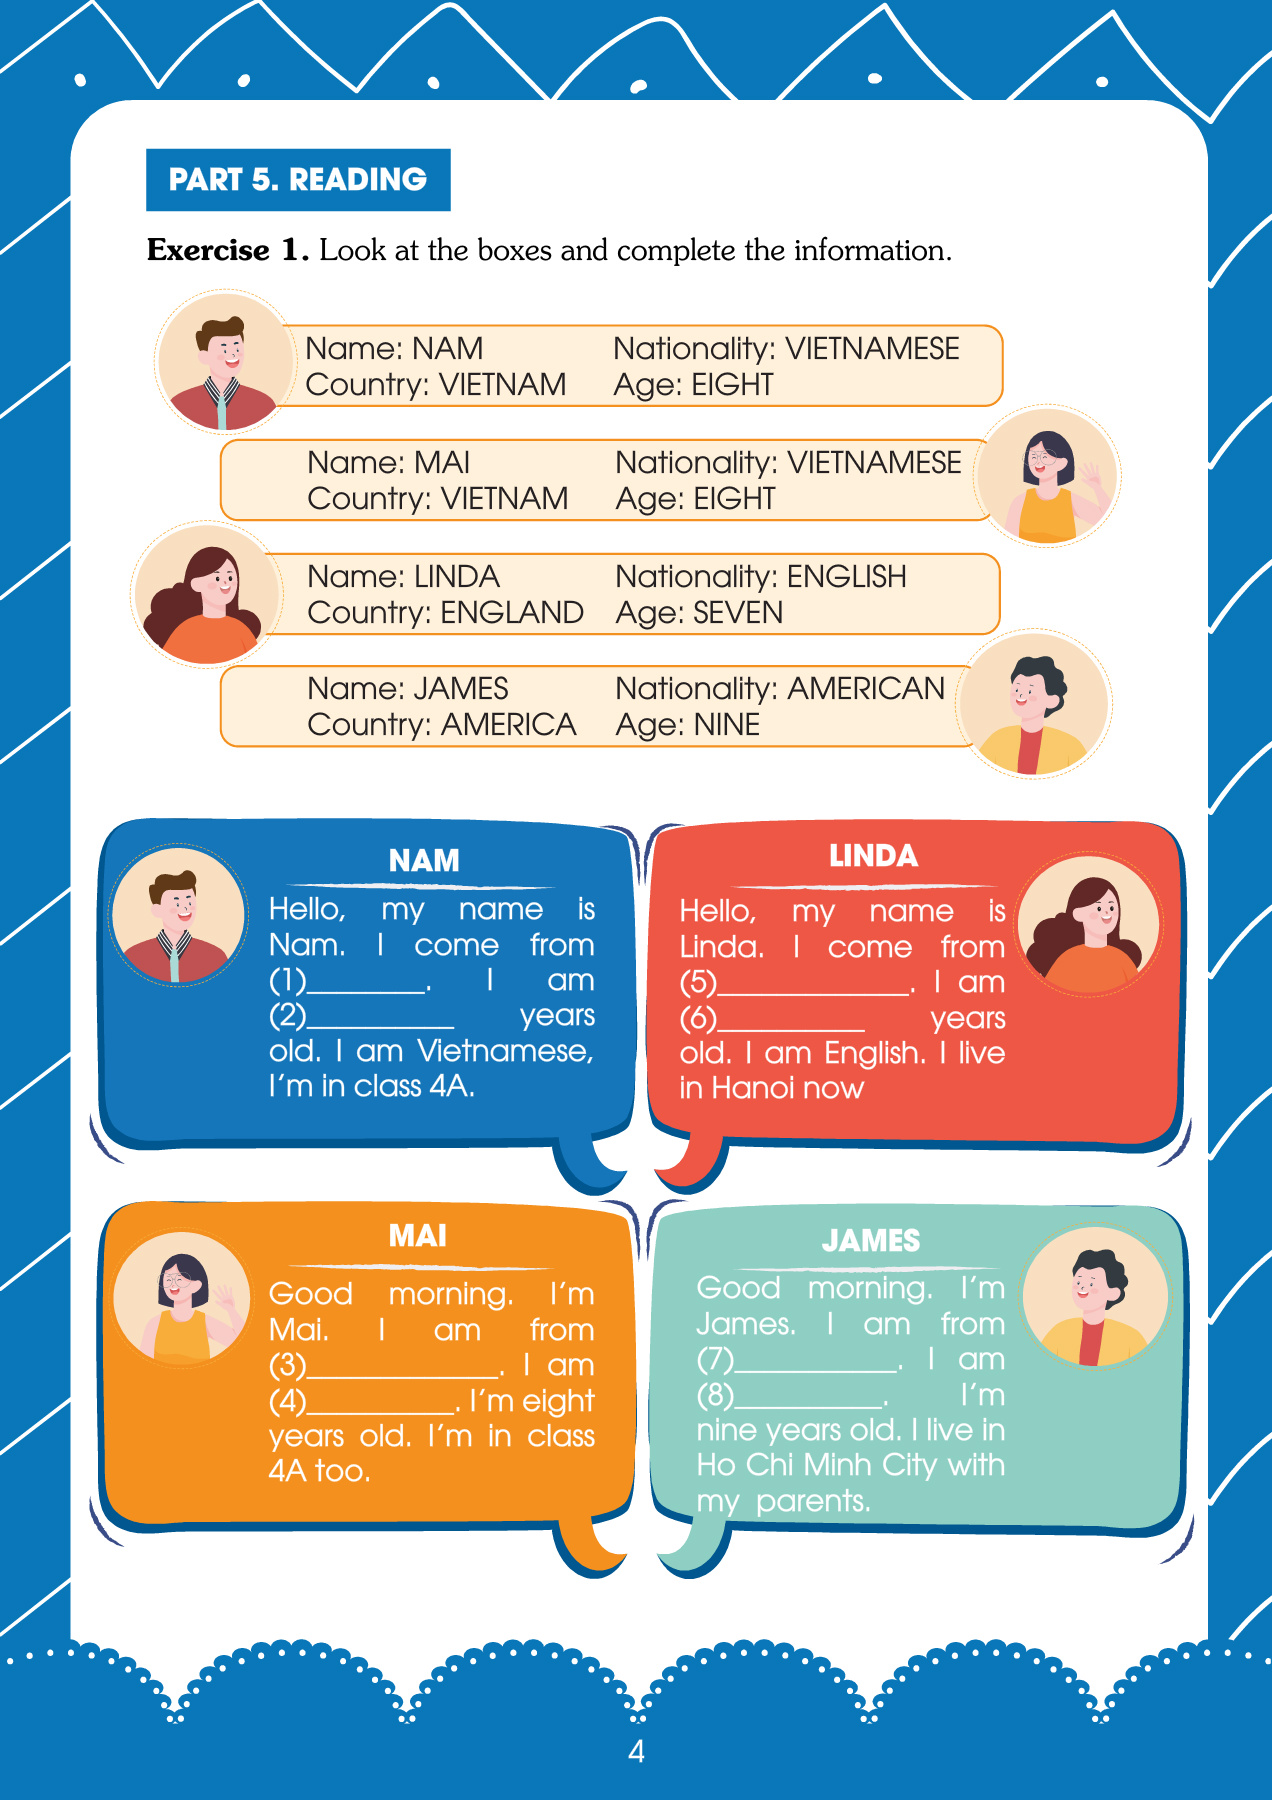 PART 5. READING
Exercise 1. Look at the boxes and complete the information.
Name: NAM Nationality: VIETNAMESE
Country: VIETNAM Age: EIGHT
Name: MAI Nationality: VIETNAMESE
Country: VIETNAM Age: EIGHT
Name: LINDA Nationality: ENGLISH
Country: ENGLAND Age: SEVEN
Name: JAMES Nationality: AMERICAN
Country: AMERICA Age: NINE
NAM
Hello, my name is
Nam. I come from
(1)________. I am
(2)__________ years
old. I am Vietnamese,
I'm in class 4A.
LINDA
Hello, my name is
Linda. I come from
(5)_____________. I am
(6)__________ years
old. I am English. I live
in Hanoi now
MAI
Good morning. I'm
Mai. I am from
(3)_____________. I am
(4)__________. I'm eight
years old. I'm in class
4A too.
JAMES
Good morning. I'm
James. I am from
(7)___________. I am
(8)__________. I'm
nine years old. I live in
Ho Chi Minh City with
my parents.
4